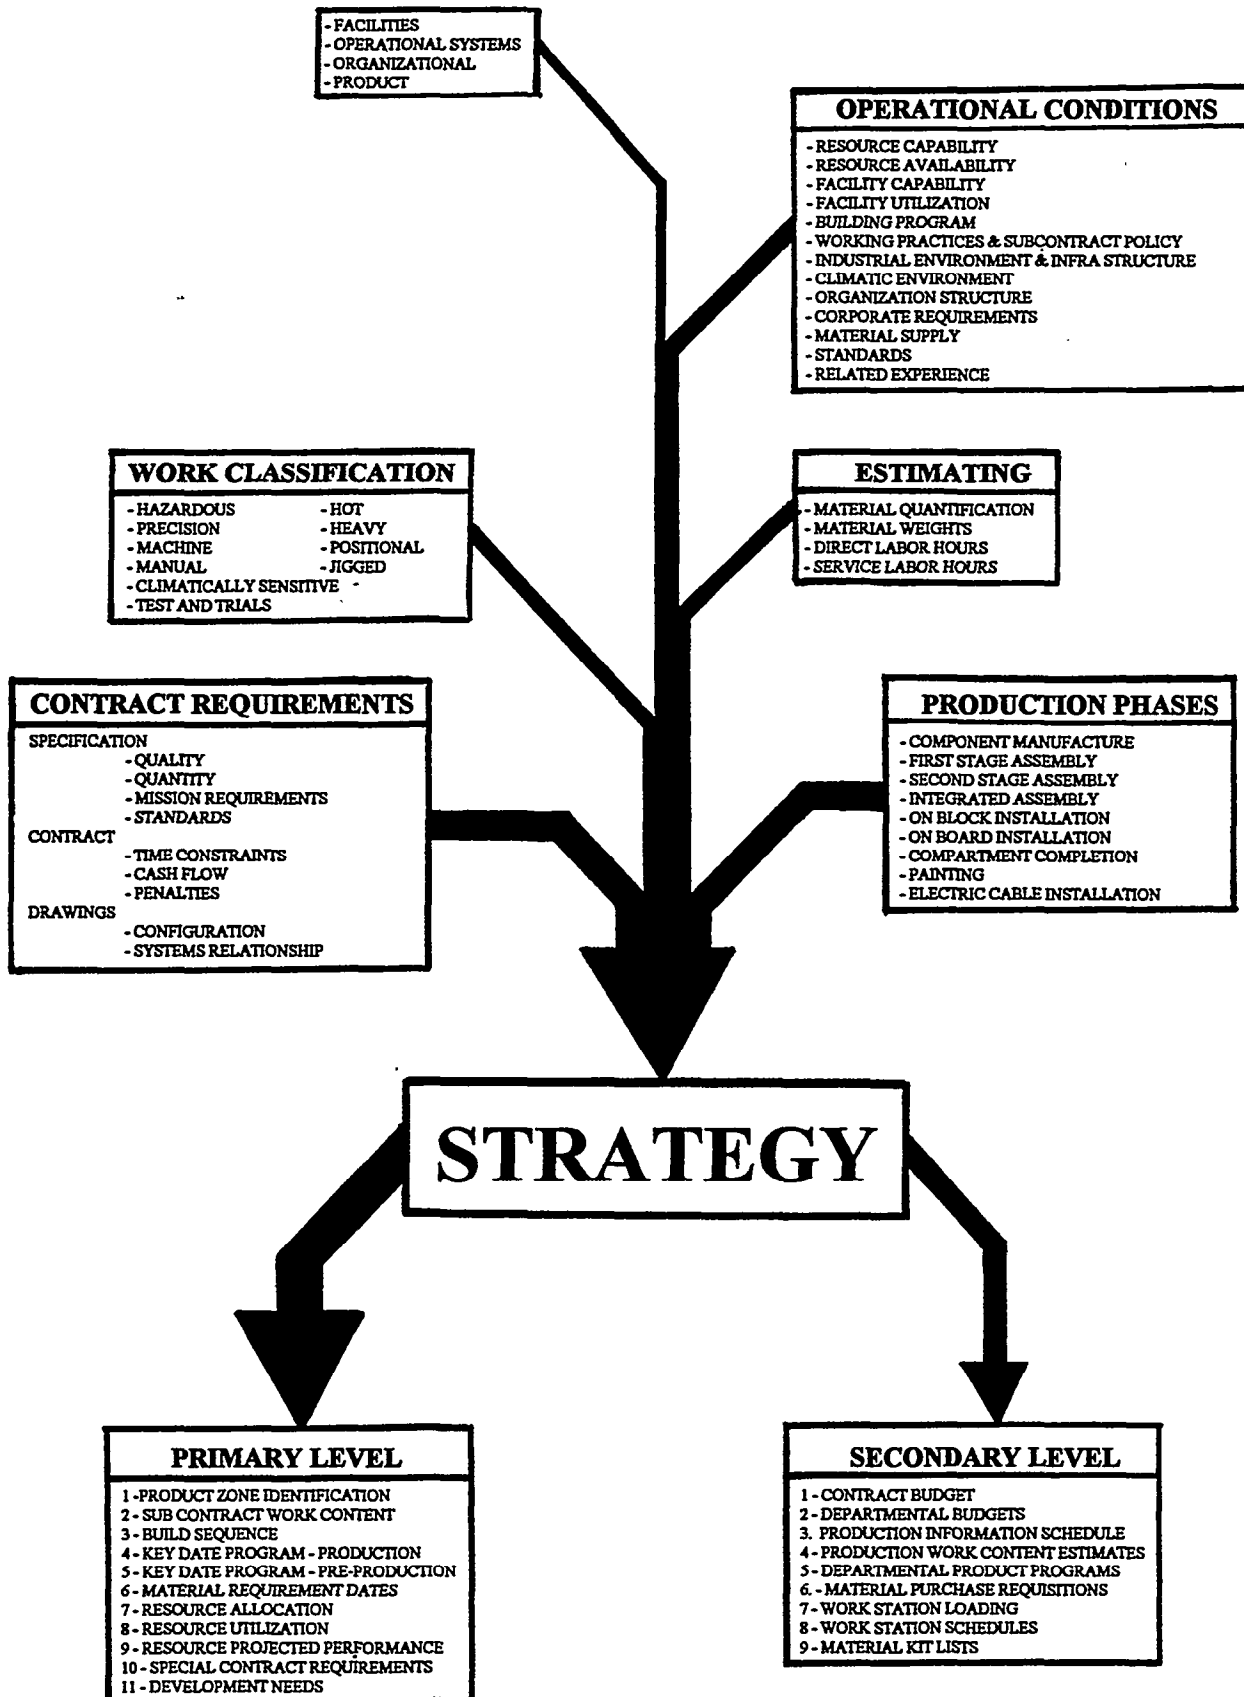 - FACILITIES
- OPERATIONAL SYSTEMS
- ORGANIZATIONAL
- PRODUCT
OPERATIONAL CONDITIONS
- RESOURCE CAPABILITY
- RESOURCE AVAILABILITY
- FACILITY CAPABILITY
- FACILITY UTILIZATION
- BUILDING PROGRAM
- WORKING PRACTICES & SUBCONTRACT POLICY
- INDUSTRIAL ENVIRONMENT & INFRA STRUCTURE
- CLIMATIC ENVIRONMENT
- ORGANIZATION STRUCTURE
- CORPORATE REQUIREMENTS
- MATERIAL SUPPLY
- STANDARDS
- RELATED EXPERIENCE
WORK CLASSIFICATION
- HAZARDOUS - HOT
- PRECISION - HEAVY
- MACHINE - POSITIONAL
- MANUAL - JIGGED
- CLIMATICALLY SENSITIVE
- TEST AND TRIALS
ESTIMATING
- MATERIAL QUANTIFICATION
- MATERIAL WEIGHTS
- DIRECT LABOR HOURS
- SERVICE LABOR HOURS
CONTRACT REQUIREMENTS
SPECIFICATION
- QUALITY
- QUANTITY
- MISSION REQUIREMENTS
- STANDARDS
CONTRACT
- TIME CONSTRAINTS
- CASH FLOW
- PENALTIES
DRAWINGS
- CONFIGURATION
- SYSTEMS RELATIONSHIP
PRODUCTION PHASES
- COMPONENT MANUFACTURE
- FIRST STAGE ASSEMBLY
- SECOND STAGE ASSEMBLY
- INTEGRATED ASSEMBLY
- ON BLOCK INSTALLATION
- ON BOARD INSTALLATION
- COMPARTMENT COMPLETION
- PAINTING
- ELECTRIC CABLE INSTALLATION
STRATEGY
PRIMARY LEVEL
1 - PRODUCT ZONE IDENTIFICATION
2 - SUB CONTRACT WORK CONTENT
3 - BUILD SEQUENCE
4 - KEY DATE PROGRAM - PRODUCTION
5 - KEY DATE PROGRAM - PRE-PRODUCTION
6 - MATERIAL REQUIREMENT DATES
7 - RESOURCE ALLOCATION
8 - RESOURCE UTILIZATION
9 - RESOURCE PROJECTED PERFORMANCE
10 - SPECIAL CONTRACT REQUIREMENTS
11 - DEVELOPMENT NEEDS
SECONDARY LEVEL
1 - CONTRACT BUDGET
2 - DEPARTMENTAL BUDGETS
3. PRODUCTION INFORMATION SCHEDULE
4 - PRODUCTION WORK CONTENT ESTIMATES
5 - DEPARTMENTAL PRODUCT PROGRAMS
6. - MATERIAL PURCHASE REQUISITIONS
7 - WORK STATION LOADING
8 - WORK STATION SCHEDULES
9 - MATERIAL KIT LISTS